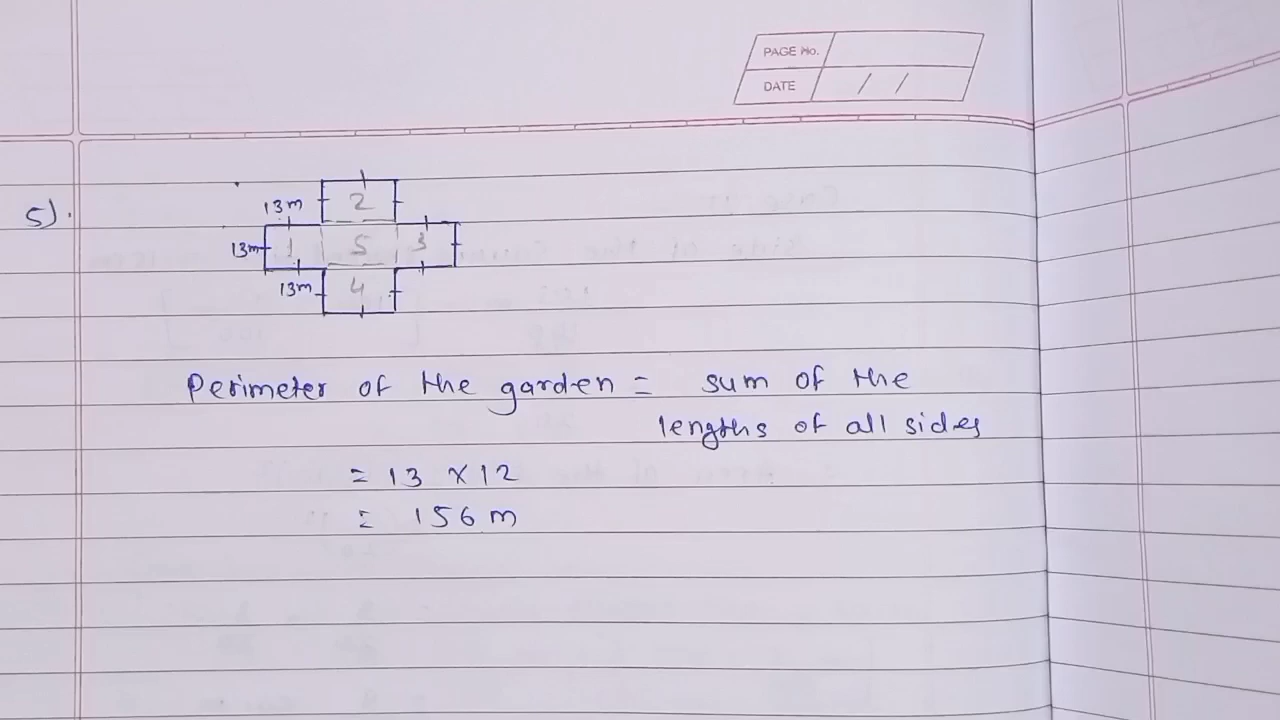 PAGE No.
DATE / /
5).
2
13m
13m 1 5 3
13m 4
Perimeter of the garden = sum of the
lengths of all sides
= 13 × 12
= 156 m